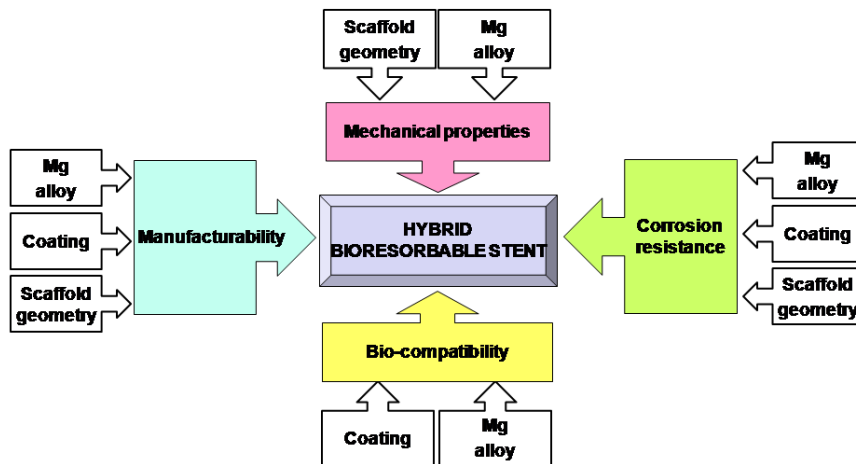 Scaffold
geometry
Mg
alloy
Mechanical properties
Mg
alloy
Coating
Scaffold
geometry
Manufacturability
HYBRID
BIORESORBABLE STENT
Corrosion
resistance
Mg
alloy
Coating
Scaffold
geometry
Bio-compatibility
Coating
Mg
alloy